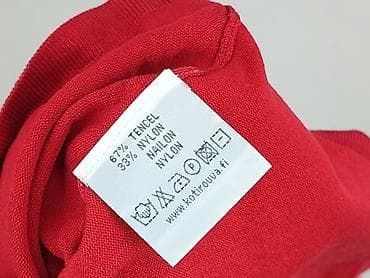 67% TENCEL
33% NYLON
NAILON
NYLON
P
www.kotirouva.fi